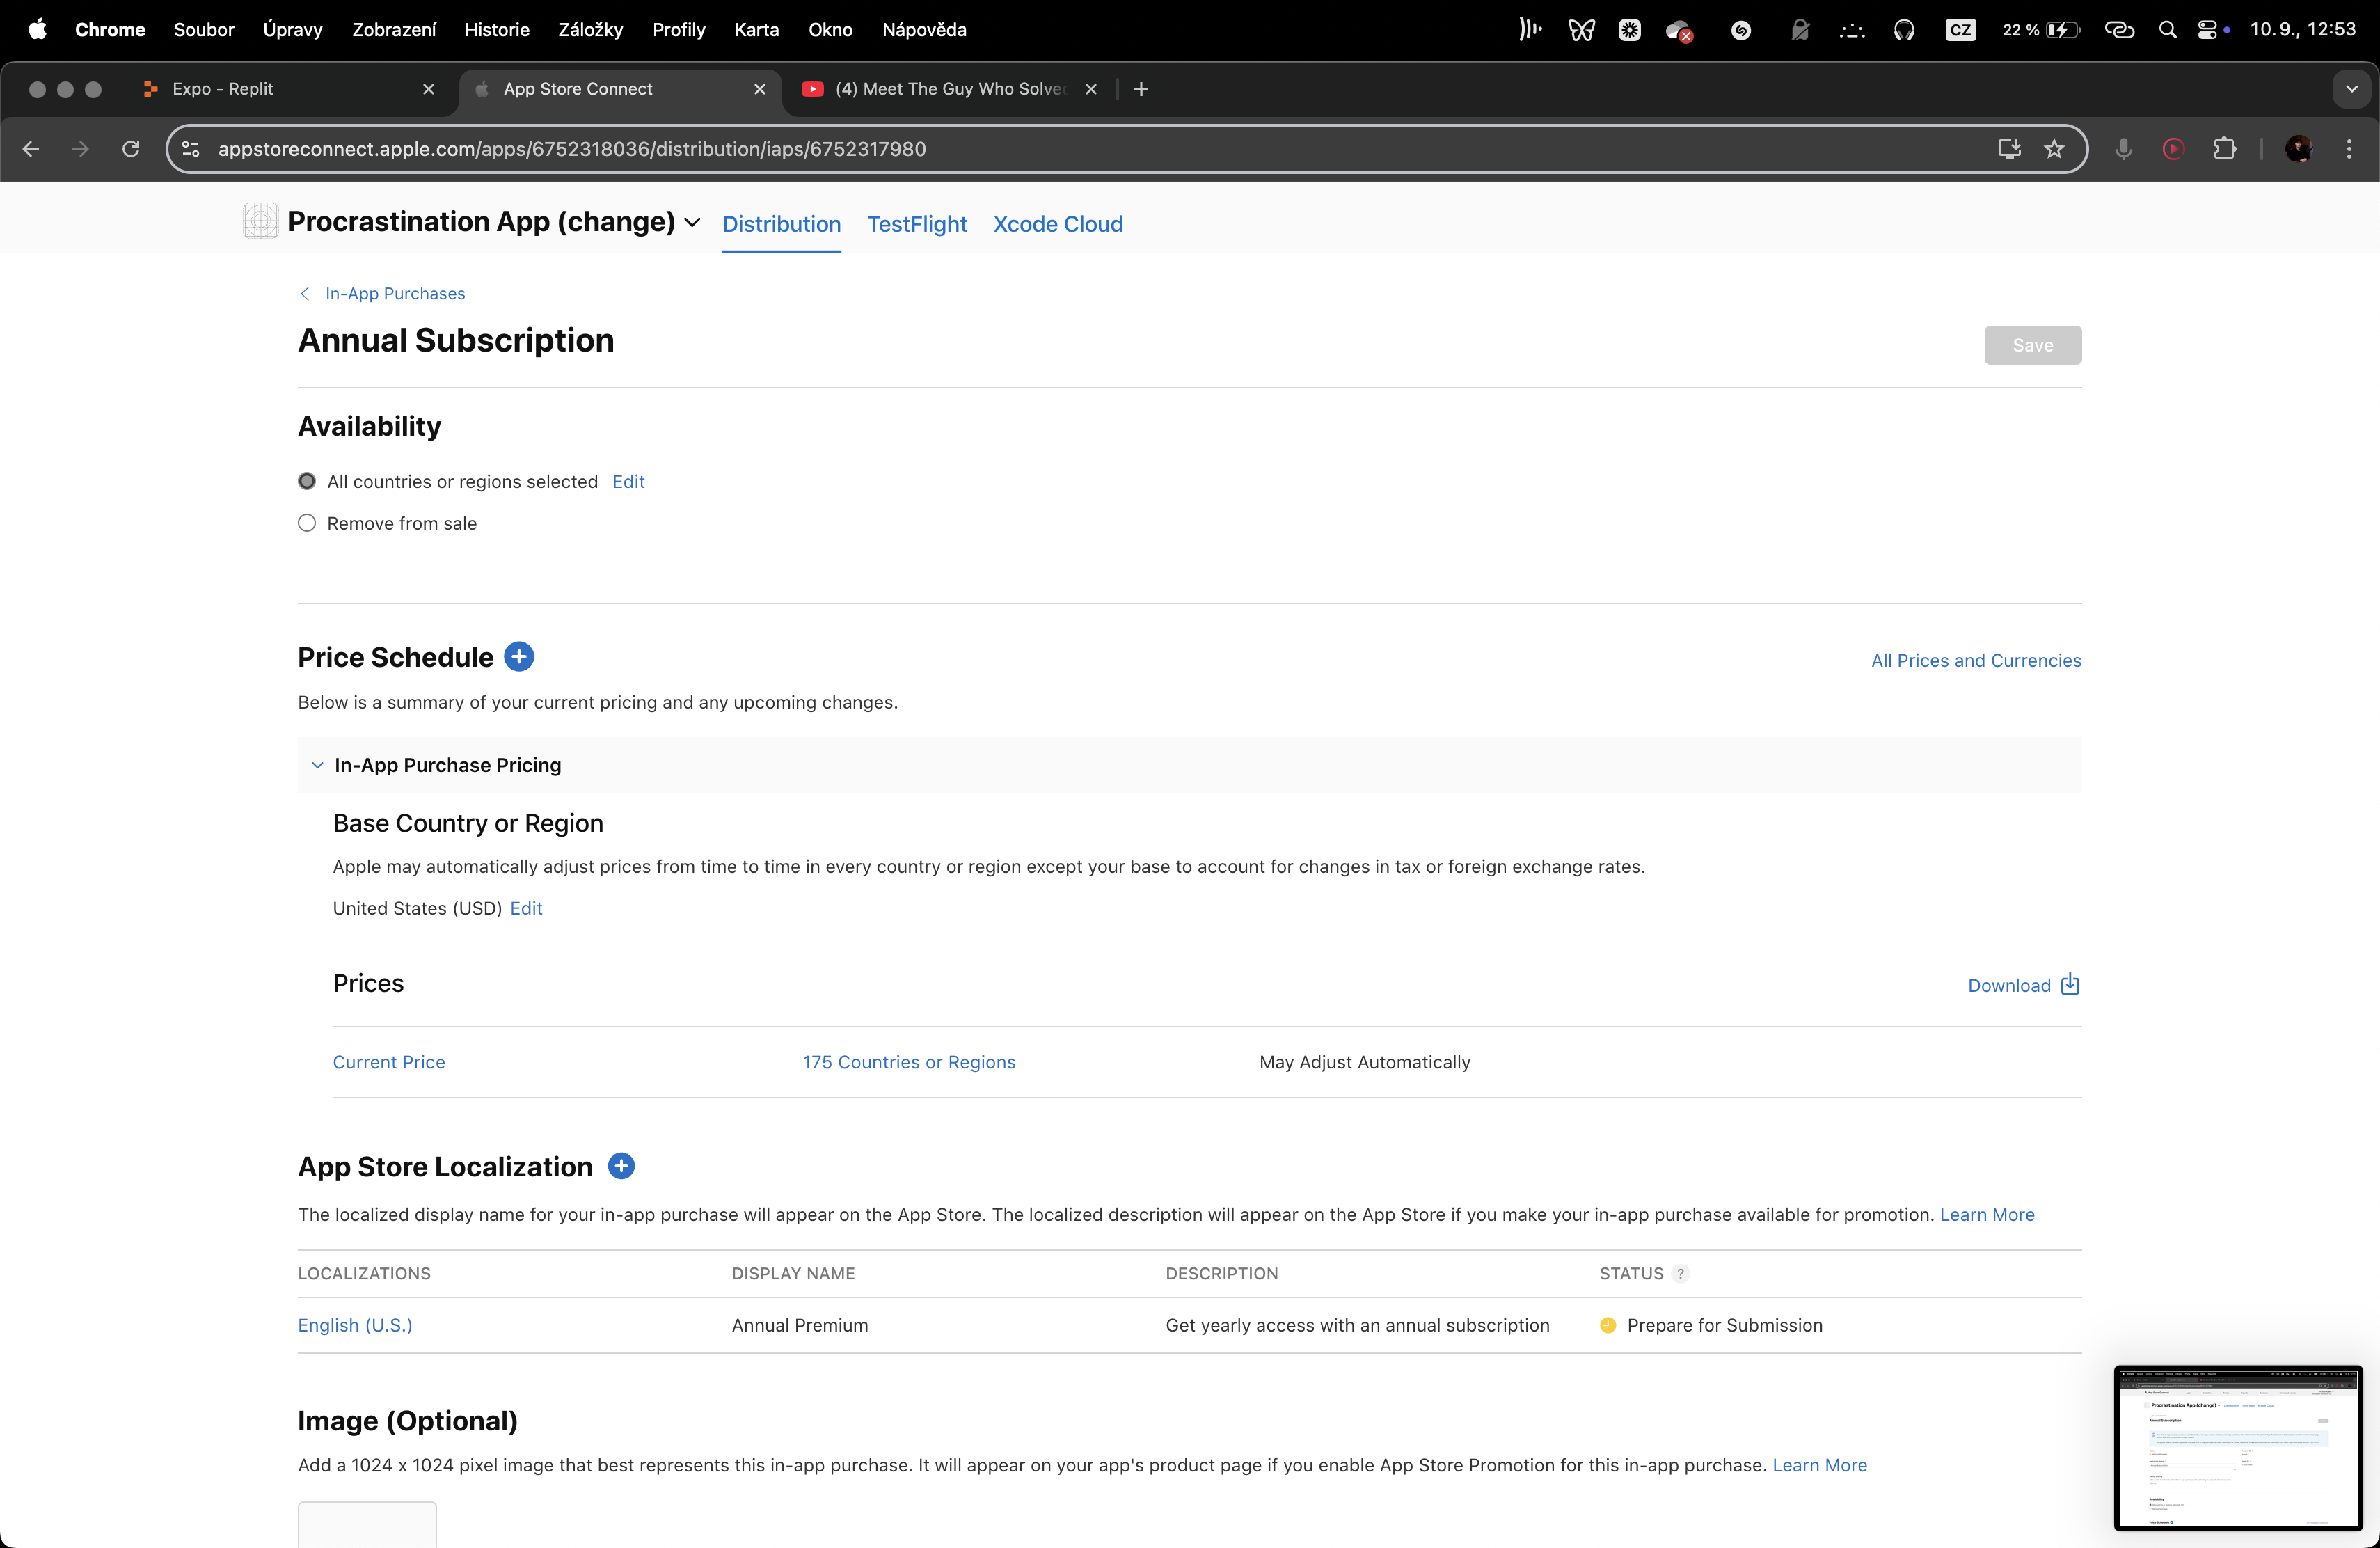 Chrome Soubor Úpravy Zobrazení Historie Záložky Profily Karta Okno Nápověda CZ 22 % 10. 9., 12:53
Expo - Replit App Store Connect (4) Meet The Guy Who Solved
appstoreconnect.apple.com/apps/6752318036/distribution/iaps/6752317980
Procrastination App (change) Distribution TestFlight Xcode Cloud
In-App Purchases
Annual Subscription
Save
Availability
All countries or regions selected Edit
Remove from sale
Price Schedule
All Prices and Currencies
Below is a summary of your current pricing and any upcoming changes.
In-App Purchase Pricing
Base Country or Region
Apple may automatically adjust prices from time to time in every country or region except your base to account for changes in tax or foreign exchange rates.
United States (USD) Edit
Prices
Download
Current Price 175 Countries or Regions May Adjust Automatically
App Store Localization
The localized display name for your in-app purchase will appear on the App Store. The localized description will appear on the App Store if you make your in-app purchase available for promotion. Learn More
LOCALIZATIONS DISPLAY NAME DESCRIPTION STATUS ?
English (U.S.) Annual Premium Get yearly access with an annual subscription Prepare for Submission
Image (Optional)
Add a 1024 x 1024 pixel image that best represents this in-app purchase. It will appear on your app's product page if you enable App Store Promotion for this in-app purchase. Learn More
Procrastination App (change)
Annual Subscription
Availability
Price Schedule